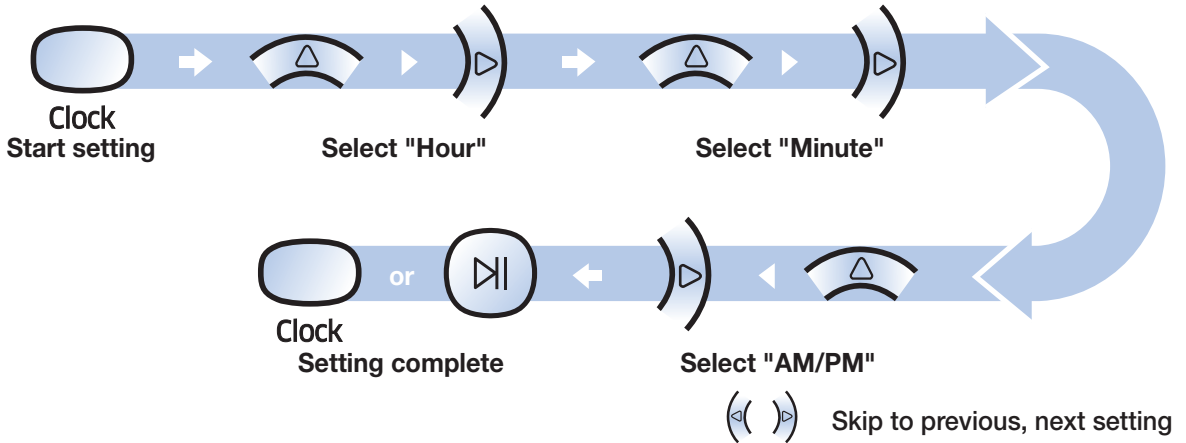 Clock
Start setting
Select "Hour"
Select "Minute"
or
Clock
Setting complete
Select "AM/PM"
Skip to previous, next setting